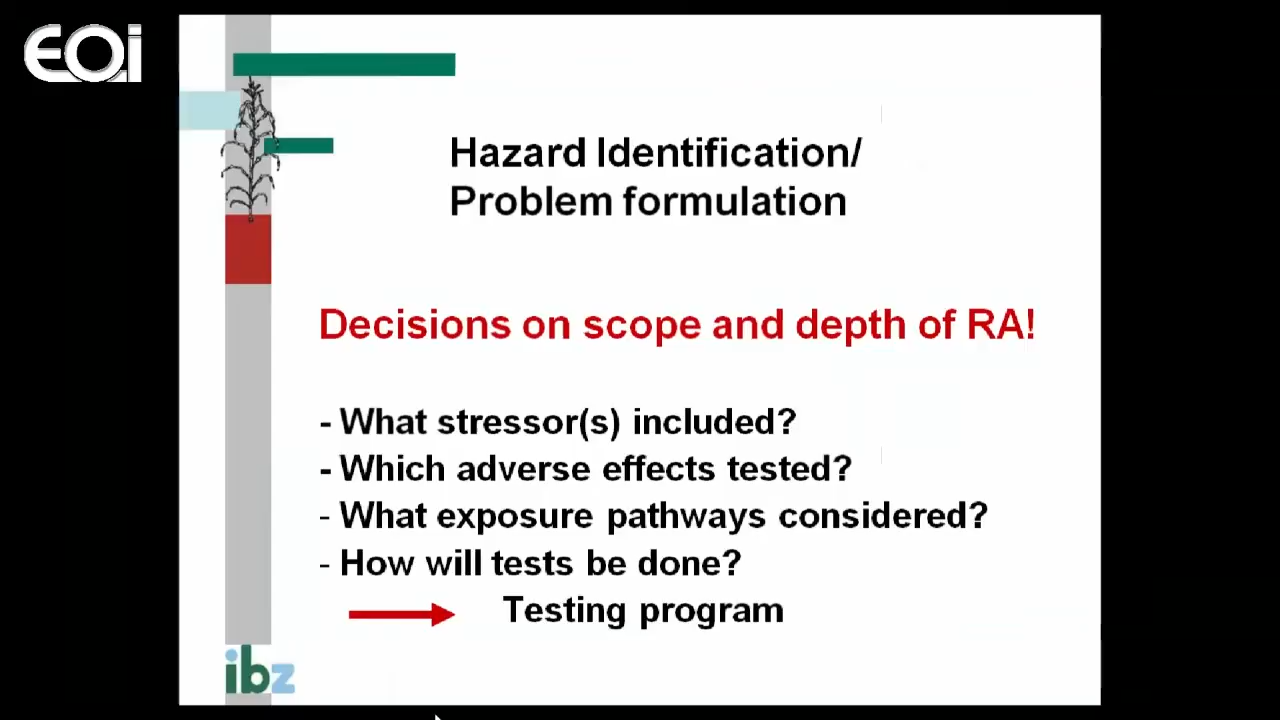 EQi
Hazard Identification/
Problem formulation
Decisions on scope and depth of RA!
- What stressor(s) included?
- Which adverse effects tested?
- What exposure pathways considered?
- How will tests be done?
Testing program
ibz